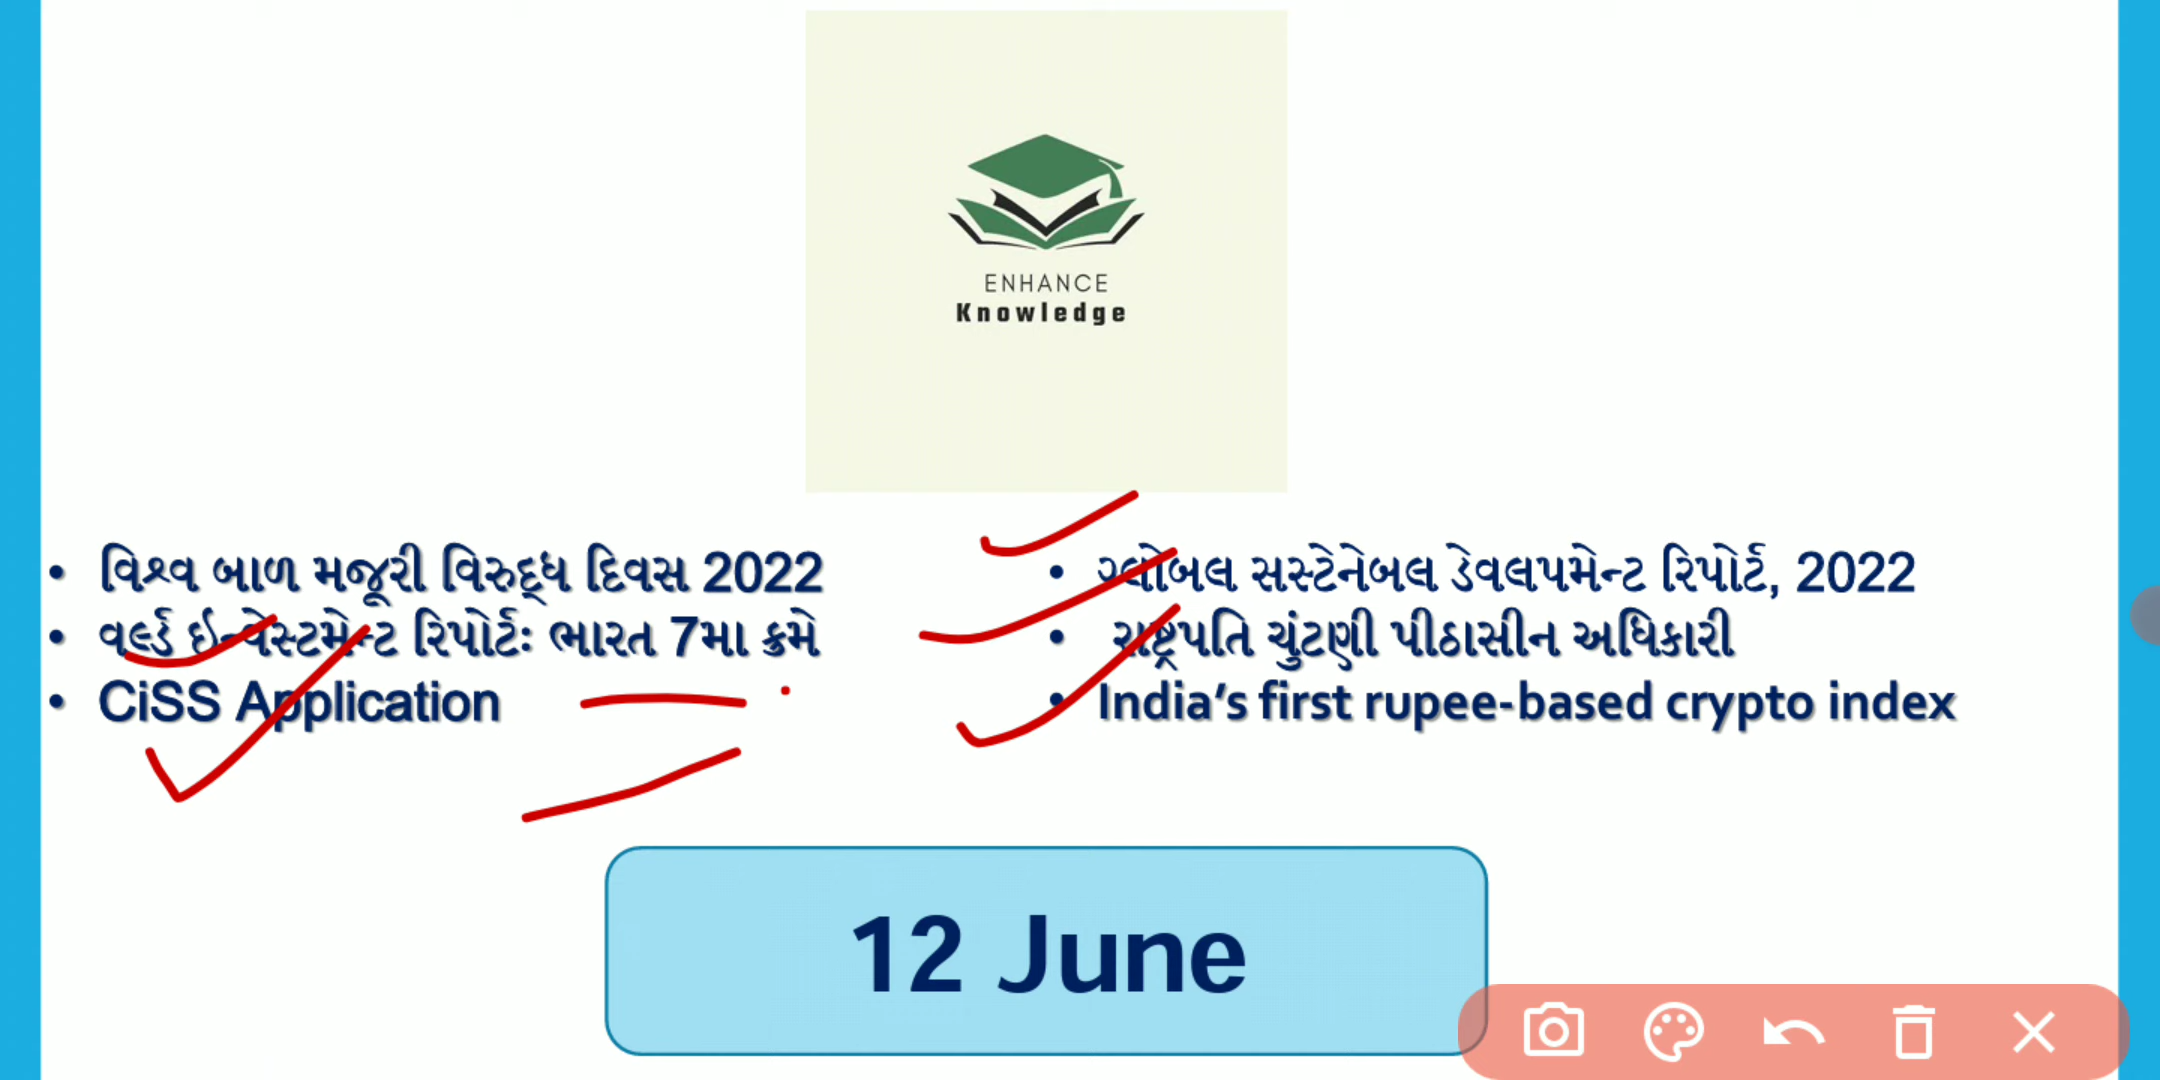 ENHANCE
Knowledge
• વિશ્વ બાળ મજૂરી વિરુદ્ધ દિવસ 2022
• વર્લ્ડ ઇન્વેસ્ટમેન્ટ રિપોર્ટઃ ભારત 7મા ક્રમે
• CiSS Application
• ગ્લોબલ સસ્ટેનેબલ ડેવલપમેન્ટ રિપોર્ટ, 2022
• રાષ્ટ્રપતિ ચુંટણી પીઠાસીન અધિકારી
• India's first rupee-based crypto index
12 June